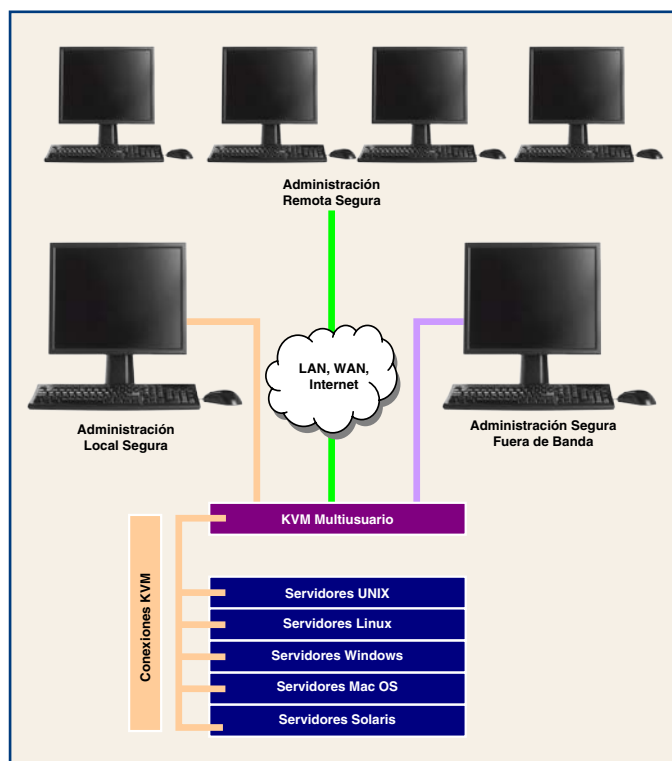 Administración
Remota Segura
LAN, WAN,
Internet
Administración
Local Segura
Administración Segura
Fuera de Banda
KVM Multiusuario
Conexiones KVM
Servidores UNIX
Servidores Linux
Servidores Windows
Servidores Mac OS
Servidores Solaris